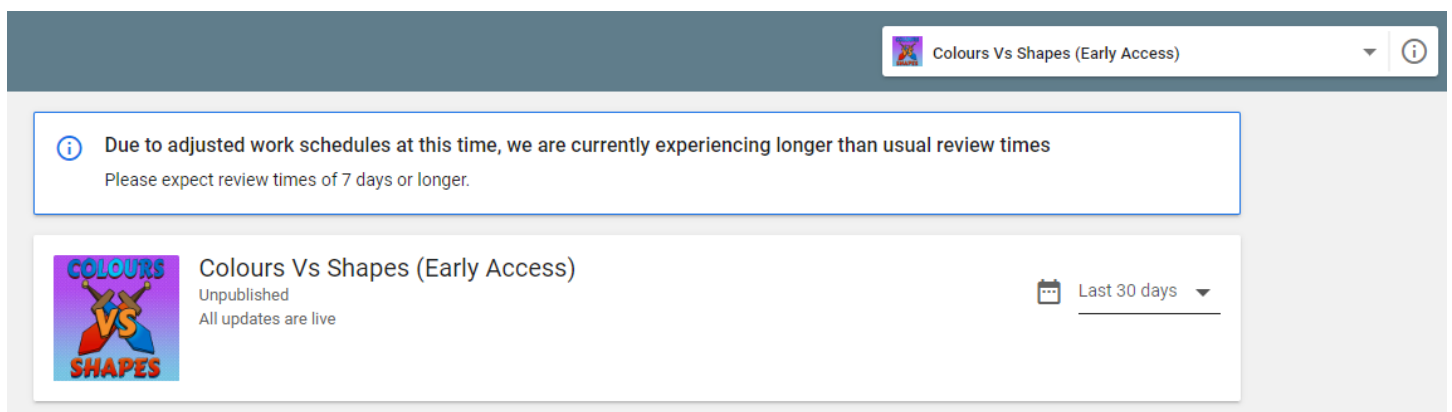 Colours Vs Shapes (Early Access)
Due to adjusted work schedules at this time, we are currently experiencing longer than usual review times
Please expect review times of 7 days or longer.
COLOURS
VS
SHAPES
Colours Vs Shapes (Early Access)
Unpublished
All updates are live
Last 30 days